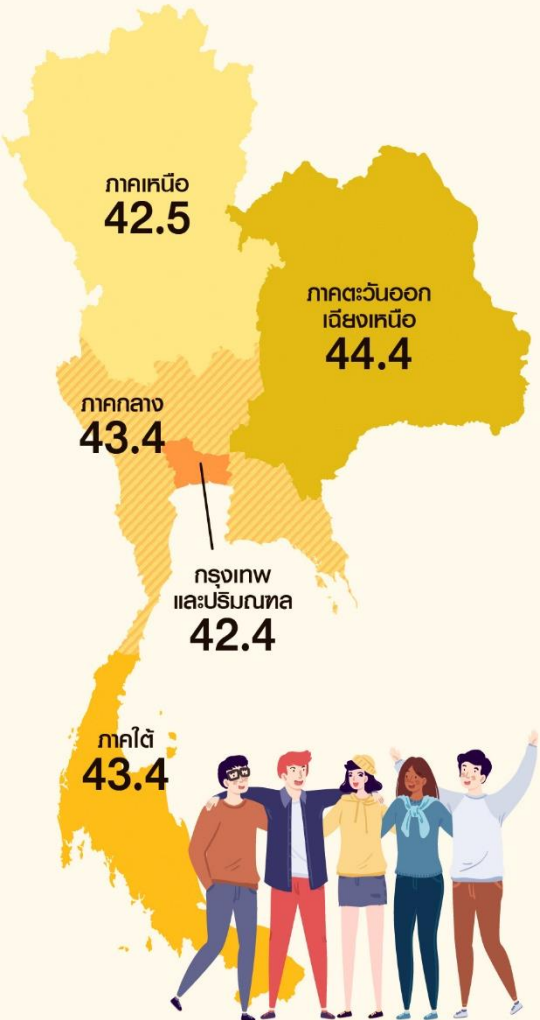 ภาคเหนือ
42.5
ภาคตะวันออก
เฉียงเหนือ
44.4
ภาคกลาง
43.4
กรุงเทพ
และปริมณฑล
42.4
ภาคใต้
43.4